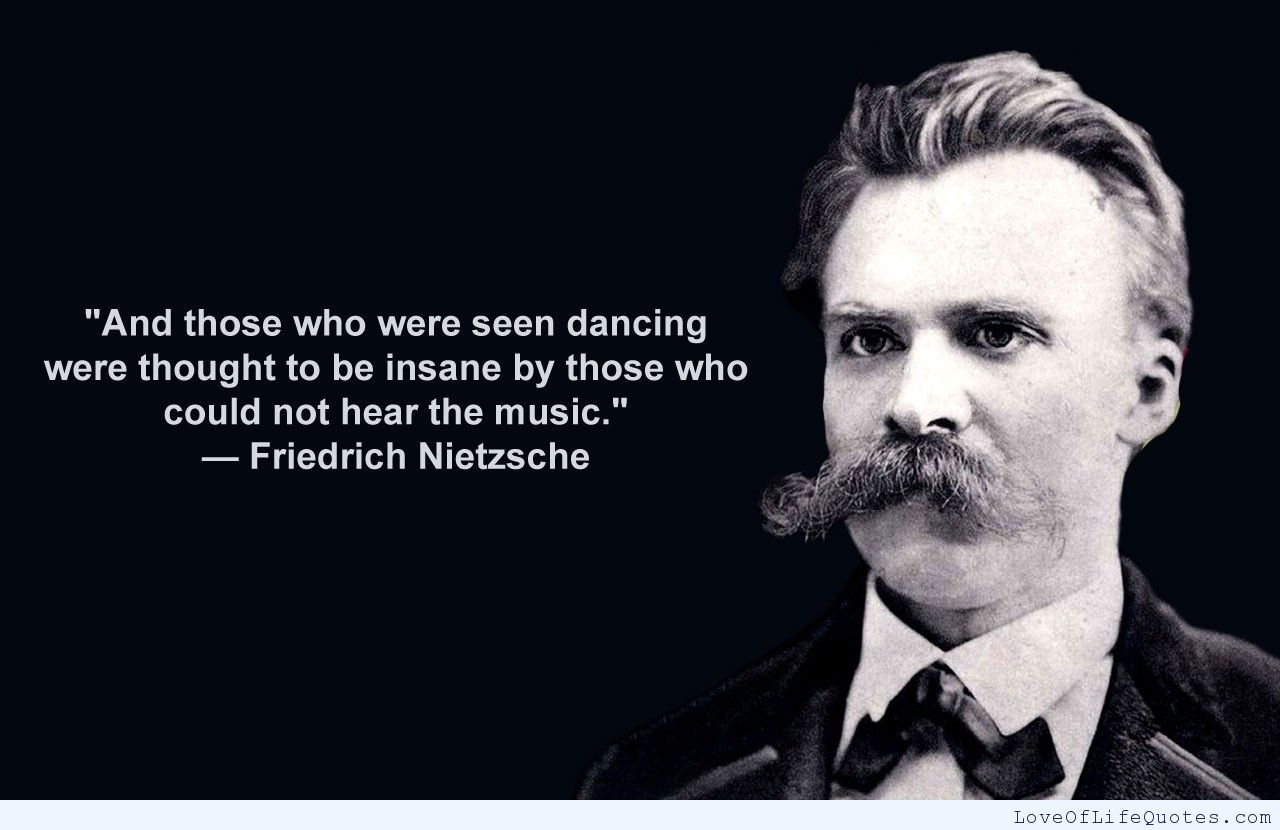 "And those who were seen dancing
were thought to be insane by those who
could not hear the music."
— Friedrich Nietzsche
LoveOfLifeQuotes.com